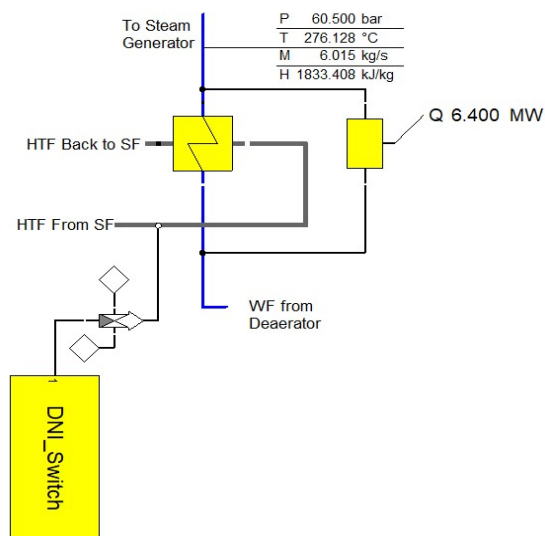 To Steam
Generator
P 60.500 bar
T 276.128 °C
M 6.015 kg/s
H 1833.408 kJ/kg
Q 6.400 MW
HTF Back to SF
HTF From SF
WF from
Deaerator
1
DNI_Switch